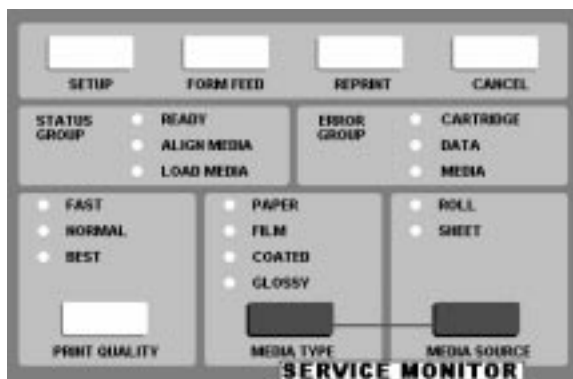 SETUP FORM FEED REPRINT CANCEL
STATUS GROUP
READY
ALIGN MEDIA
LOAD MEDIA
ERROR GROUP
CARTRIDGE
DATA
MEDIA
FAST
NORMAL
BEST
PRINT QUALITY
PAPER
FILM
COATED
GLOSSY
MEDIA TYPE
ROLL
SHEET
MEDIA SOURCE
SERVICE MONITOR